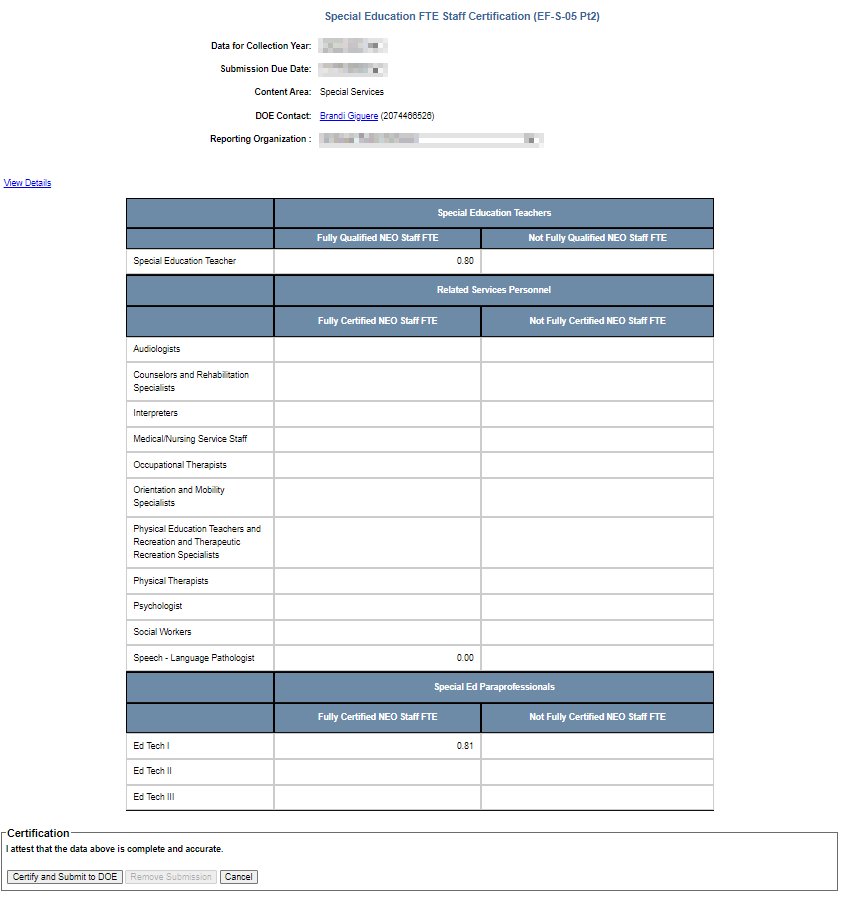 Special Education FTE Staff Certification (EF-S-05 Pt2)
Data for Collection Year:
Submission Due Date:
Content Area: Special Services
DOE Contact: Brandi Giguere (2074466526)
Reporting Organization :
View Details
Special Education Teachers
Fully Qualified NEO Staff FTE Not Fully Qualified NEO Staff FTE
Special Education Teacher 0.80
Related Services Personnel
Fully Certified NEO Staff FTE Not Fully Certified NEO Staff FTE
Audiologists
Counselors and Rehabilitation
Specialists
Interpreters
Medical/Nursing Service Staff
Occupational Therapists
Orientation and Mobility
Specialists
Physical Education Teachers and
Recreation and Therapeutic
Recreation Specialists
Physical Therapists
Psychologist
Social Workers
Speech - Language Pathologist 0.00
Special Ed Paraprofessionals
Fully Certified NEO Staff FTE Not Fully Certified NEO Staff FTE
Ed Tech I 0.81
Ed Tech II
Ed Tech III
Certification
I attest that the data above is complete and accurate.
Certify and Submit to DOE Remove Submission Cancel